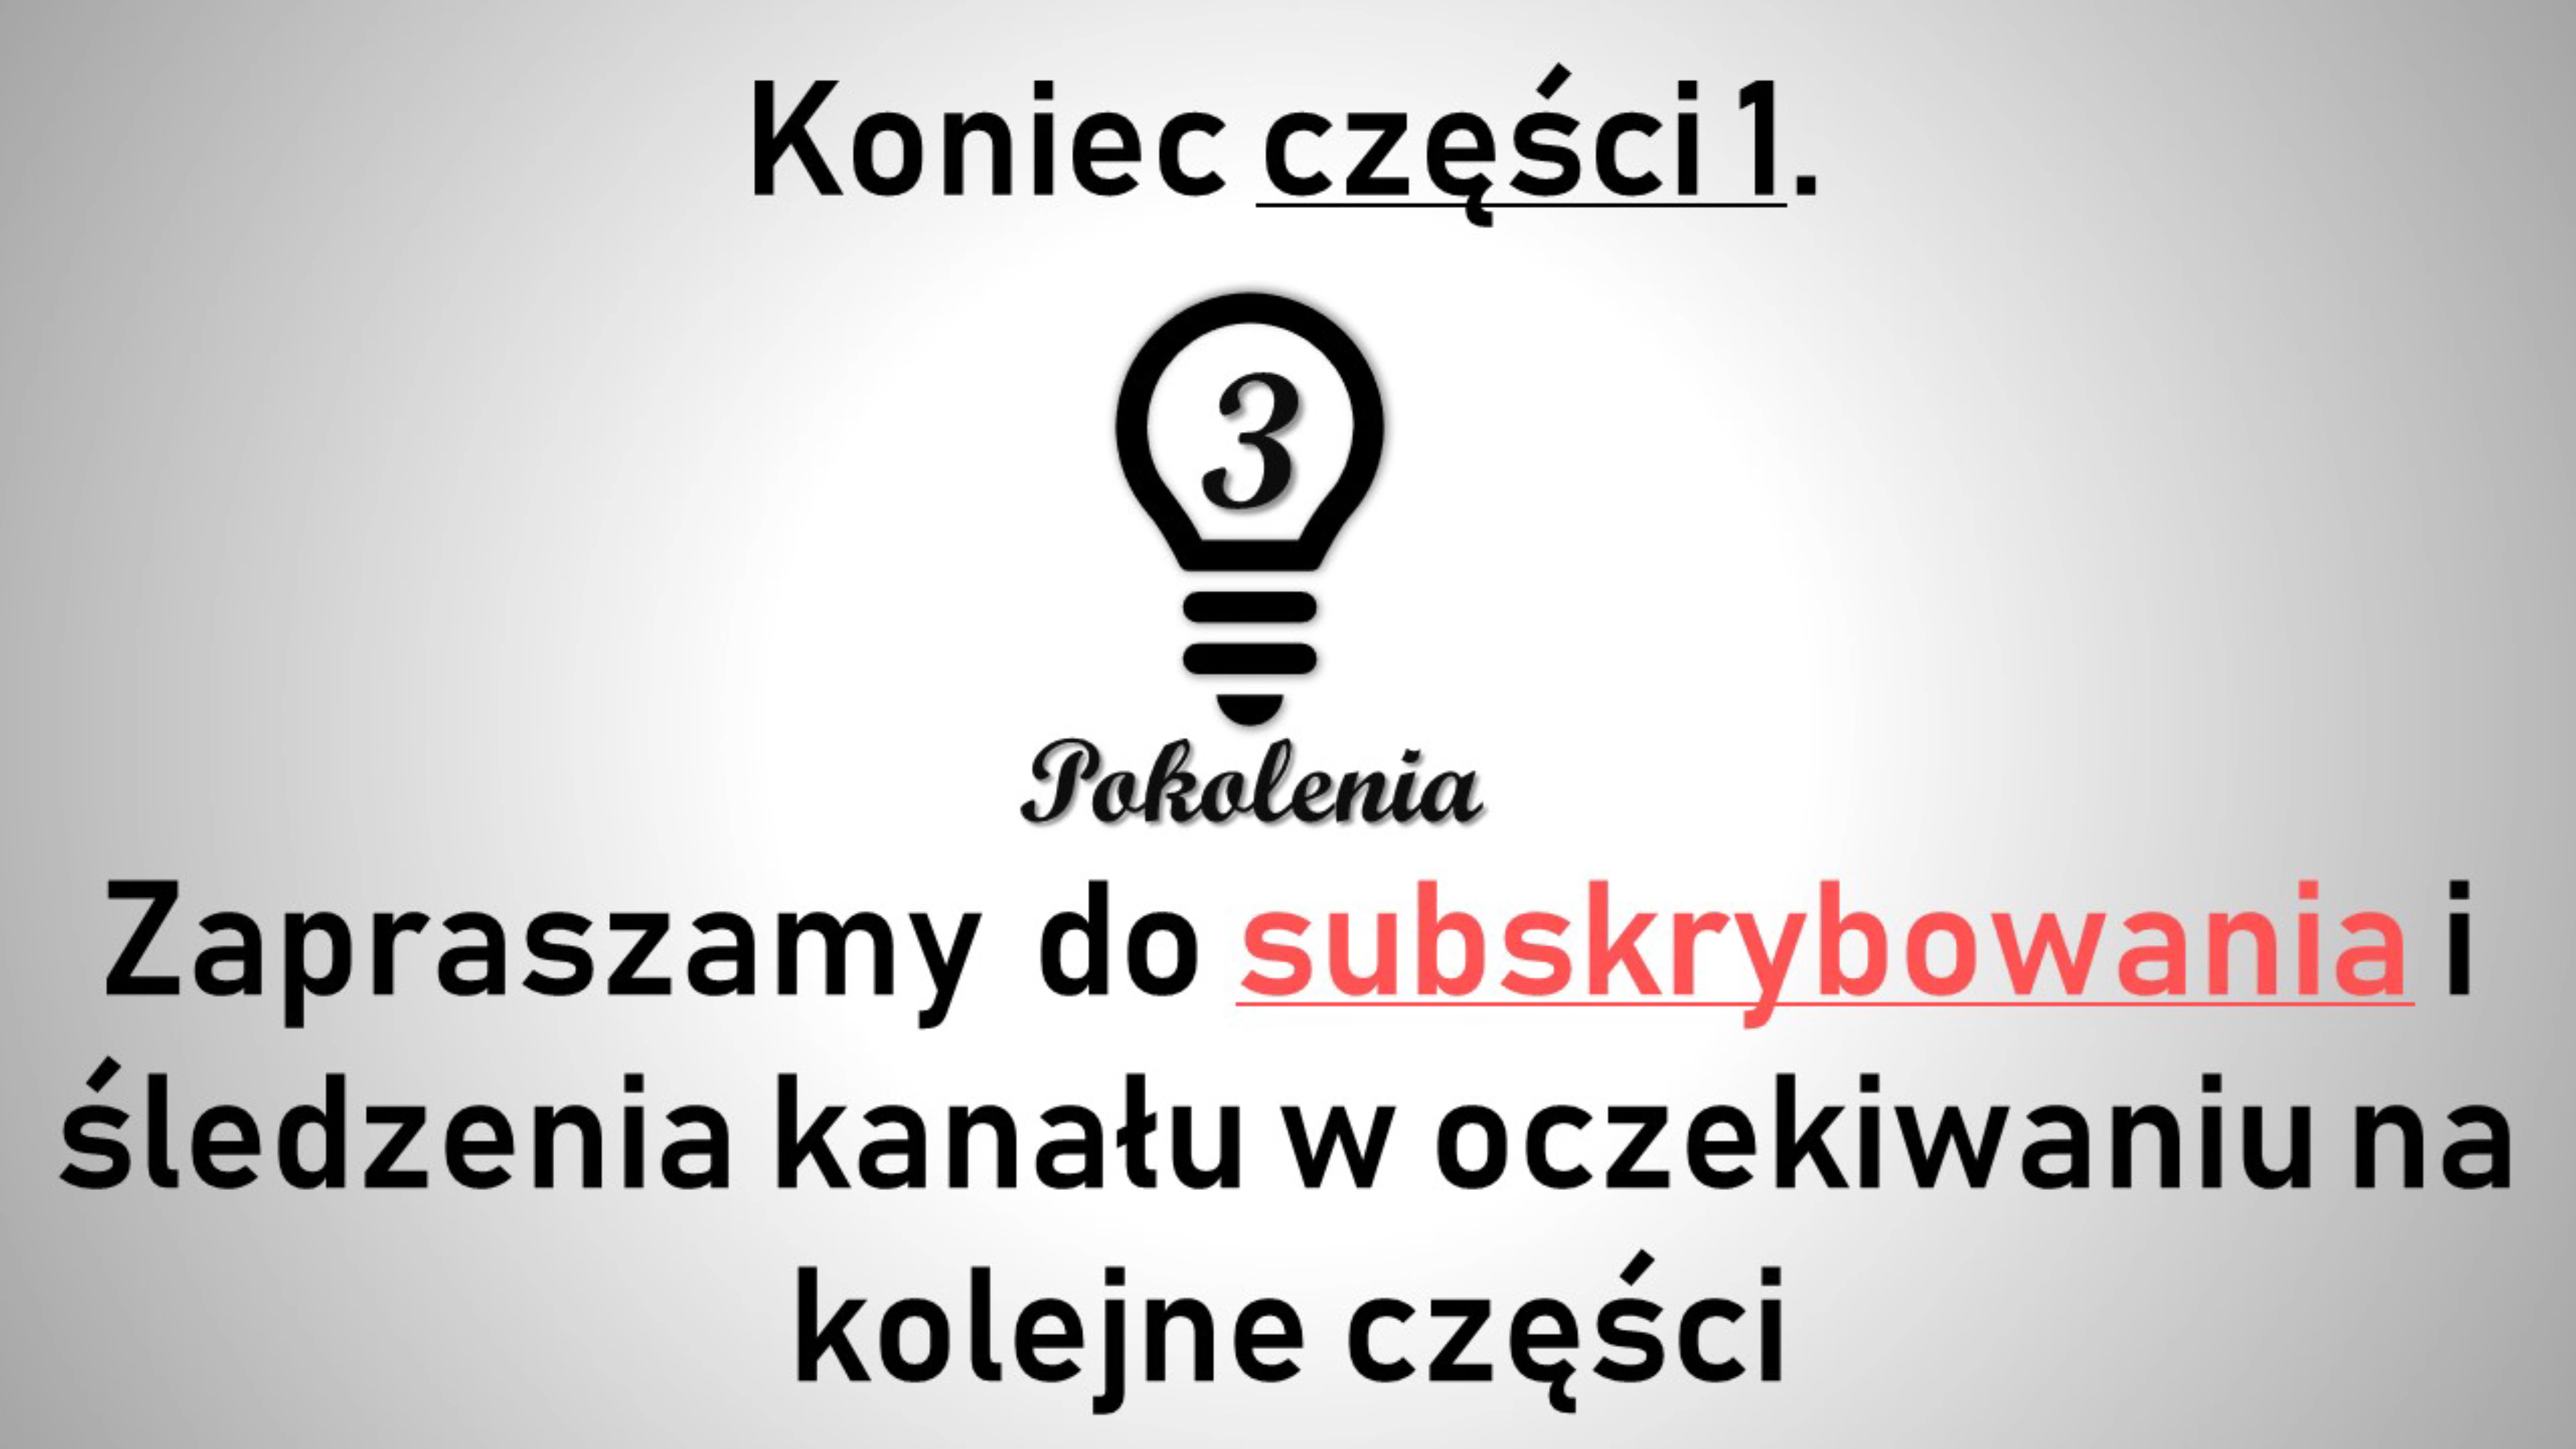 Koniec części 1.
3
Pokolenia
Zapraszamy do subskrybowania i
śledzenia kanału w oczekiwaniu na
kolejne części